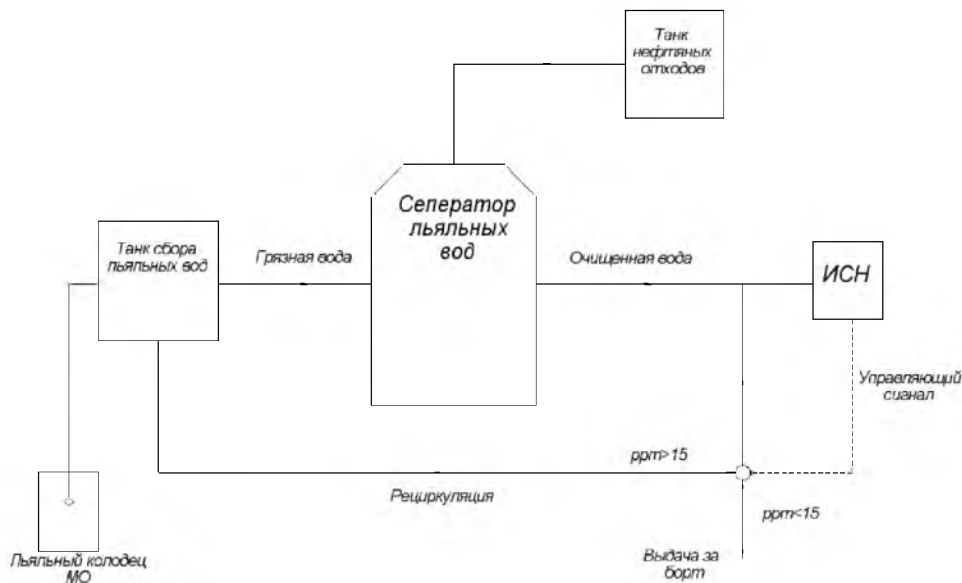 Танк
нефтяных
отходов
Сеператор
льяльных
вод
Танк сбора
льяльных вод
Грязная вода
Очищенная вода
ИСН
Управляющий
сигнал
ppm>15
Рециркуляция
ppm<15
Льяльный колодец
МО
Выдача за
борт